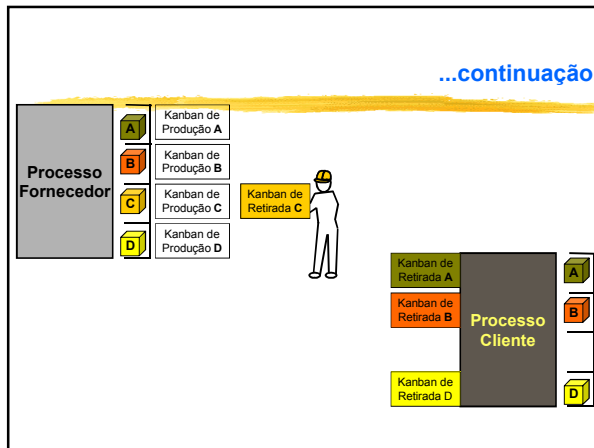 ...continuação
A
Kanban de
Produção A
B
Kanban de
Produção B
Processo
Fornecedor
C
Kanban de
Produção C
Kanban de
Retirada C
D
Kanban de
Produção D
Kanban de
Retirada A
A
Kanban de
Retirada B
B
Processo
Cliente
Kanban de
Retirada D
D